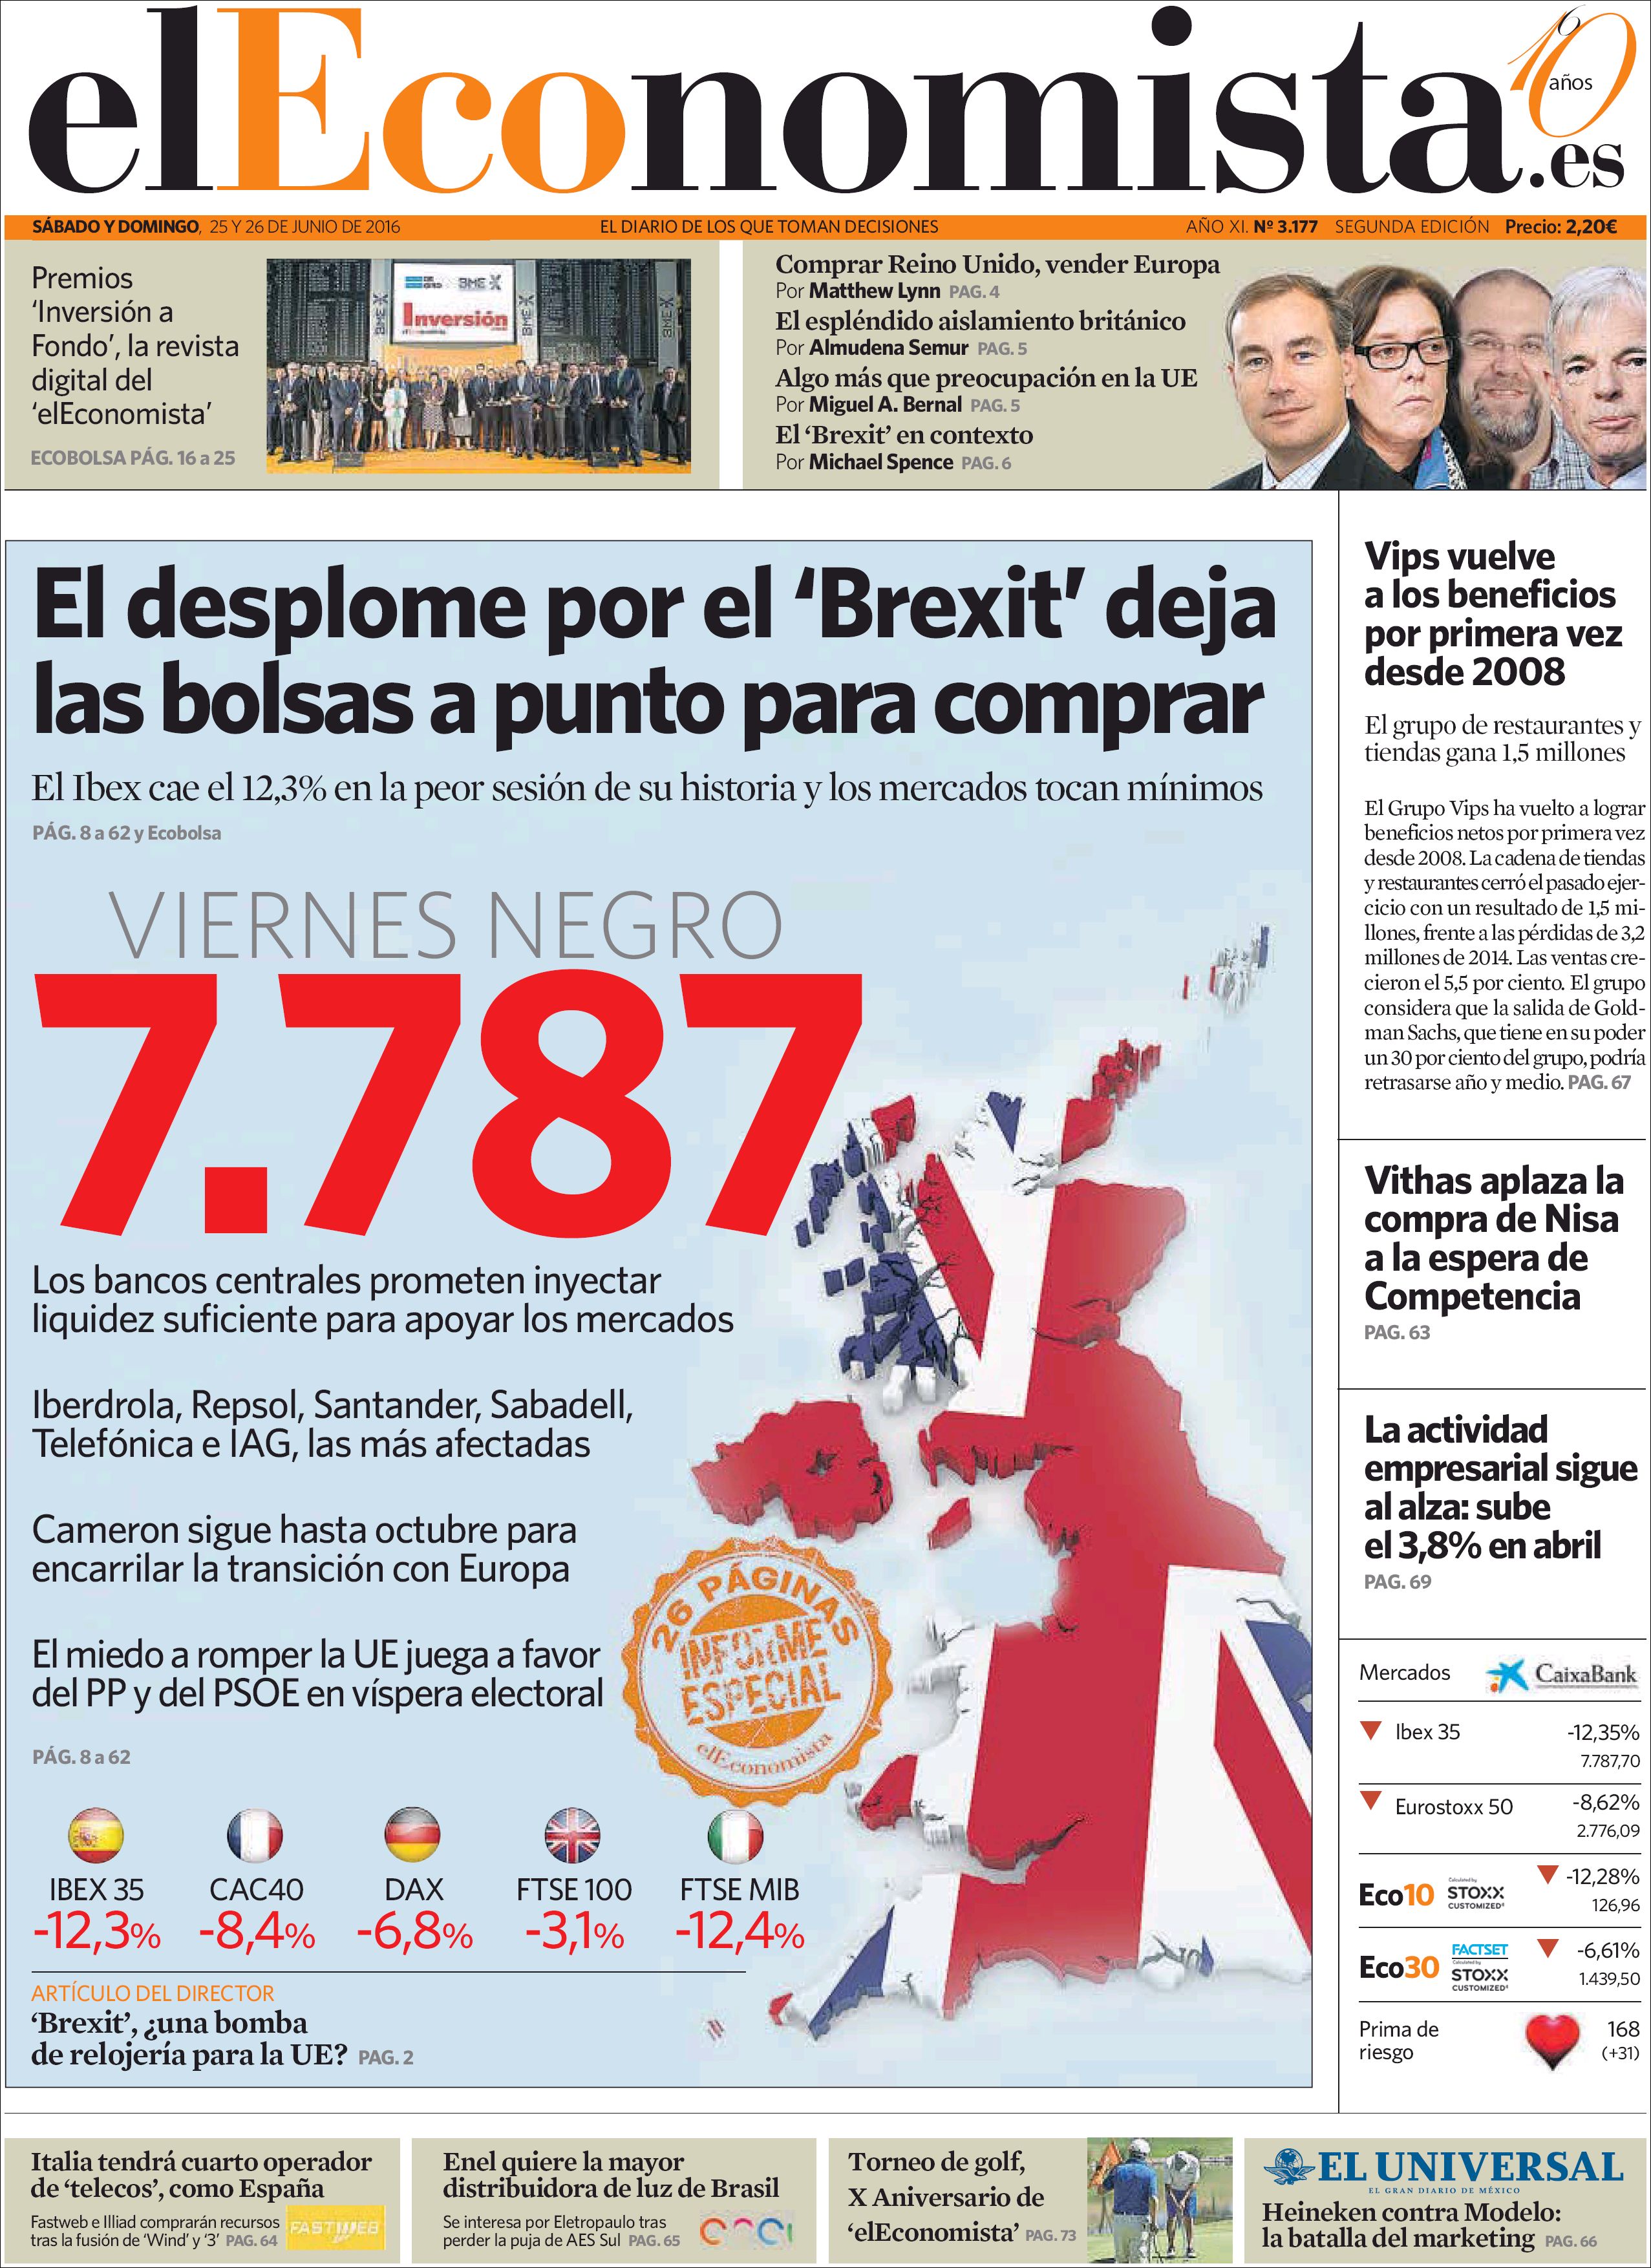 elEconomista.es
10 años
SÁBADO Y DOMINGO, 25 Y 26 DE JUNIO DE 2016
EL DIARIO DE LOS QUE TOMAN DECISIONES
AÑO XI. Nº 3.177 SEGUNDA EDICIÓN Precio: 2,20€
Premios
‘Inversión a
Fondo’, la revista
digital del
‘elEconomista’
ECOBOLSA PÁG. 16 a 25
BME X
Inversión
BME X
BME X
Comprar Reino Unido, vender Europa
Por Matthew Lynn PAG. 4
El espléndido aislamiento británico
Por Almudena Semur PAG. 5
Algo más que preocupación en la UE
Por Miguel A. Bernal PAG. 5
El ‘Brexit’ en contexto
Por Michael Spence PAG. 6
El desplome por el ‘Brexit’ deja
las bolsas a punto para comprar
El Ibex cae el 12,3% en la peor sesión de su historia y los mercados tocan mínimos
PÁG. 8 a 62 y Ecobolsa
VIERNES NEGRO
7.787
Los bancos centrales prometen inyectar
liquidez suficiente para apoyar los mercados
Iberdrola, Repsol, Santander, Sabadell,
Telefónica e IAG, las más afectadas
Cameron sigue hasta octubre para
encarrilar la transición con Europa
El miedo a romper la UE juega a favor
del PP y del PSOE en víspera electoral
PÁG. 8 a 62
26 PÁGINAS
INFORME
ESPECIAL
elEconomista
IBEX 35 CAC40 DAX FTSE 100 FTSE MIB
-12,3% -8,4% -6,8% -3,1% -12,4%
ARTÍCULO DEL DIRECTOR
‘Brexit’, ¿una bomba
de relojería para la UE? PAG. 2
Vips vuelve
a los beneficios
por primera vez
desde 2008
El grupo de restaurantes y
tiendas gana 1,5 millones
El Grupo Vips ha vuelto a lograr
beneficios netos por primera vez
desde 2008. La cadena de tiendas
y restaurantes cerró el pasado ejer-
cicio con un resultado de 1,5 mi-
llones, frente a las pérdidas de 3,2
millones de 2014. Las ventas cre-
cieron el 5,5 por ciento. El grupo
considera que la salida de Gold-
man Sachs, que tiene en su poder
un 30 por ciento del grupo, podría
retrasarse año y medio. PAG. 67
Vithas aplaza la
compra de Nisa
a la espera de
Competencia
PAG. 63
La actividad
empresarial sigue
al alza: sube
el 3,8% en abril
PAG. 69
Mercados CaixaBank
Ibex 35 -12,35%
7.787,70
Eurostoxx 50 -8,62%
2.776,09
Eco10 Calculated by STOXX CUSTOMIZED -12,28%
126,96
Eco30 FACTSET Calculated by STOXX CUSTOMIZED -6,61%
1.439,50
Prima de
riesgo
168
(+31)
Italia tendrá cuarto operador
de ‘telecos’, como España
Fastweb e Illiad comprarán recursos
tras la fusión de ‘Wind’ y ‘3’ PAG. 64
FASTWEB
Enel quiere la mayor
distribuidora de luz de Brasil
Se interesa por Eletropaulo tras
perder la puja de AES Sul PAG. 65
enel
Torneo de golf,
X Aniversario de
‘elEconomista’ PAG. 73
EL UNIVERSAL
EL GRAN DIARIO DE MÉXICO
Heineken contra Modelo:
la batalla del marketing PAG. 66